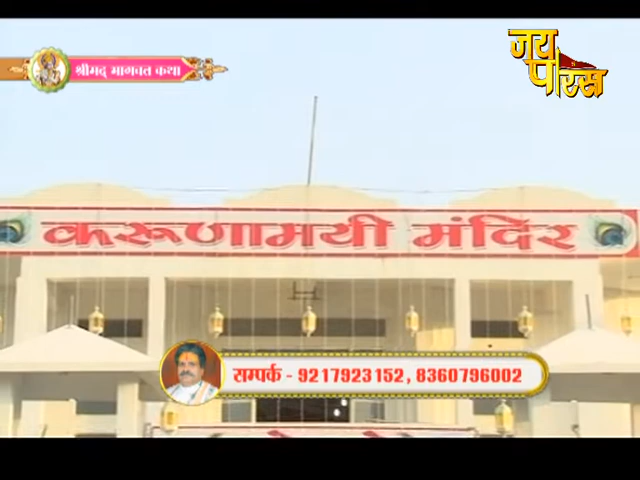 श्रीमद् भागवत कथा
जय
पारस
करूणामयी मंदिर
सम्पर्क - 9217923152, 8360796002